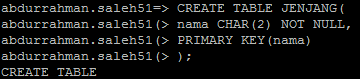 abdurrahman.saleh51=> CREATE TABLE JENJANG(
abdurrahman.saleh51(> nama CHAR(2) NOT NULL,
abdurrahman.saleh51(> PRIMARY KEY(nama)
abdurrahman.saleh51(> );
CREATE TABLE